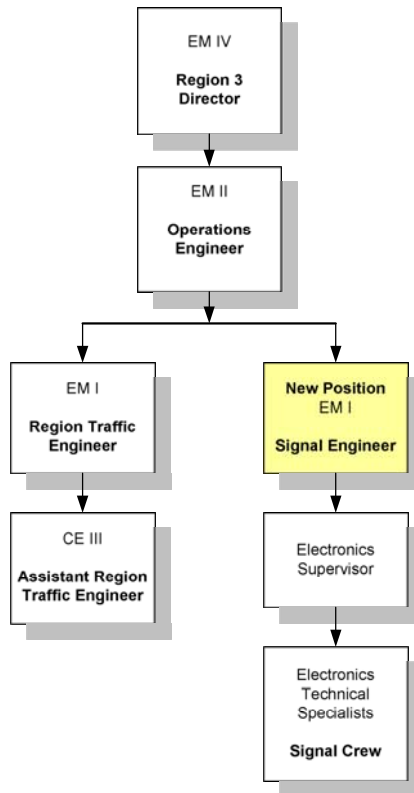 EM IV
Region 3
Director
EM II
Operations
Engineer
EM I
Region Traffic
Engineer
New Position
EM I
Signal Engineer
CE III
Assistant Region
Traffic Engineer
Electronics
Supervisor
Electronics
Technical
Specialists
Signal Crew